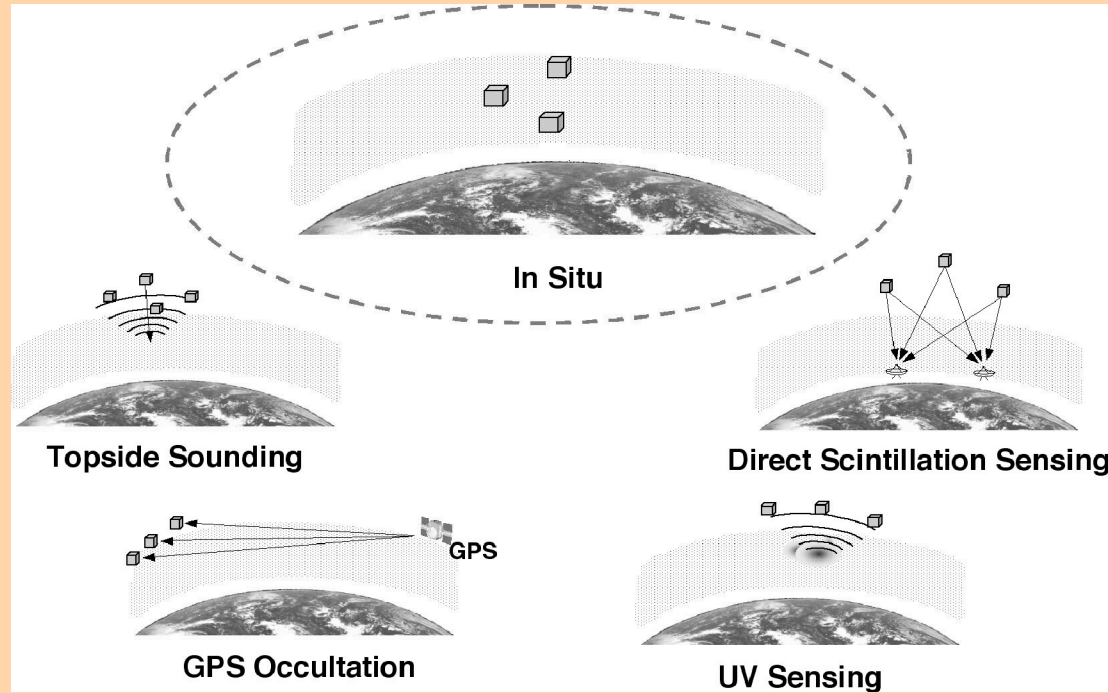 In Situ
Topside Sounding
Direct Scintillation Sensing
GPS
GPS Occultation
UV Sensing